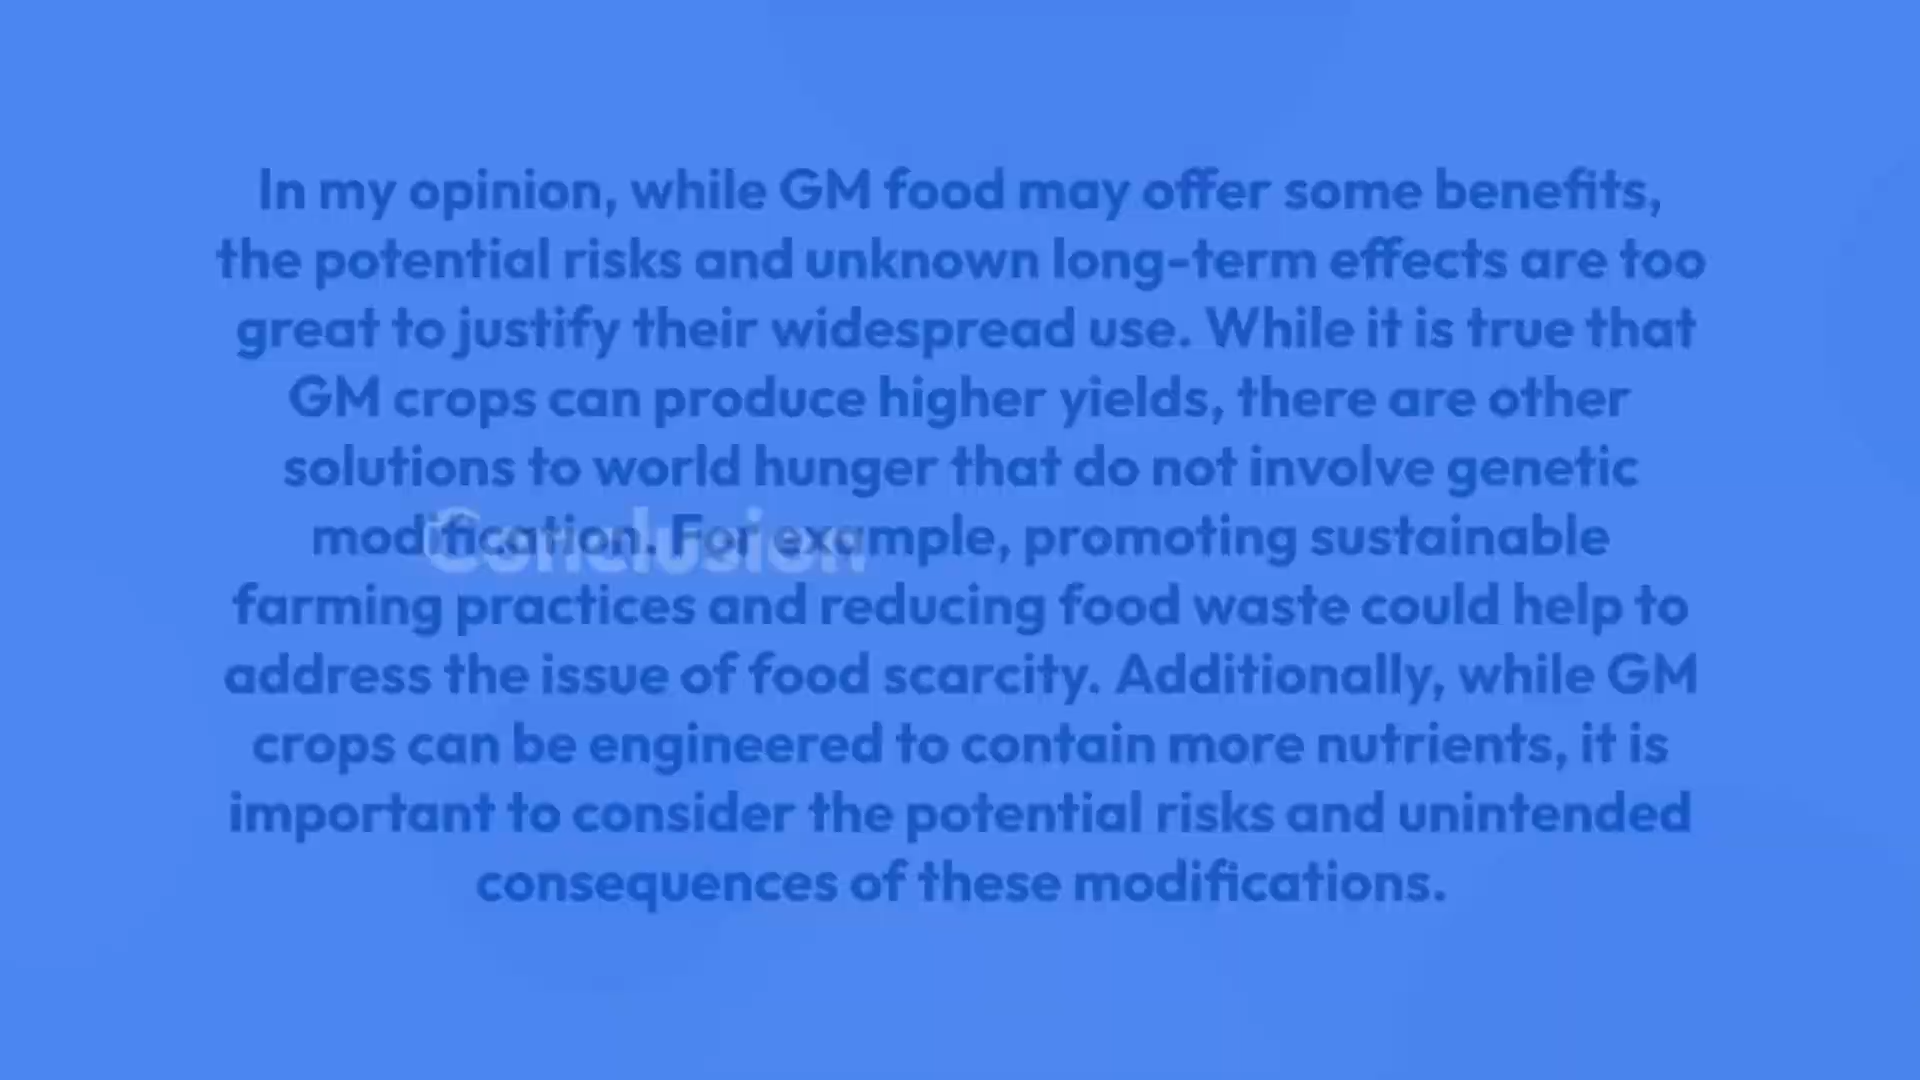 In my opinion, while GM food may offer some benefits,
the potential risks and unknown long-term effects are too
great to justify their widespread use. While it is true that
GM crops can produce higher yields, there are other
solutions to world hunger that do not involve genetic
modification. For example, promoting sustainable
Conclusion
farming practices and reducing food waste could help to
address the issue of food scarcity. Additionally, while GM
crops can be engineered to contain more nutrients, it is
important to consider the potential risks and unintended
consequences of these modifications.